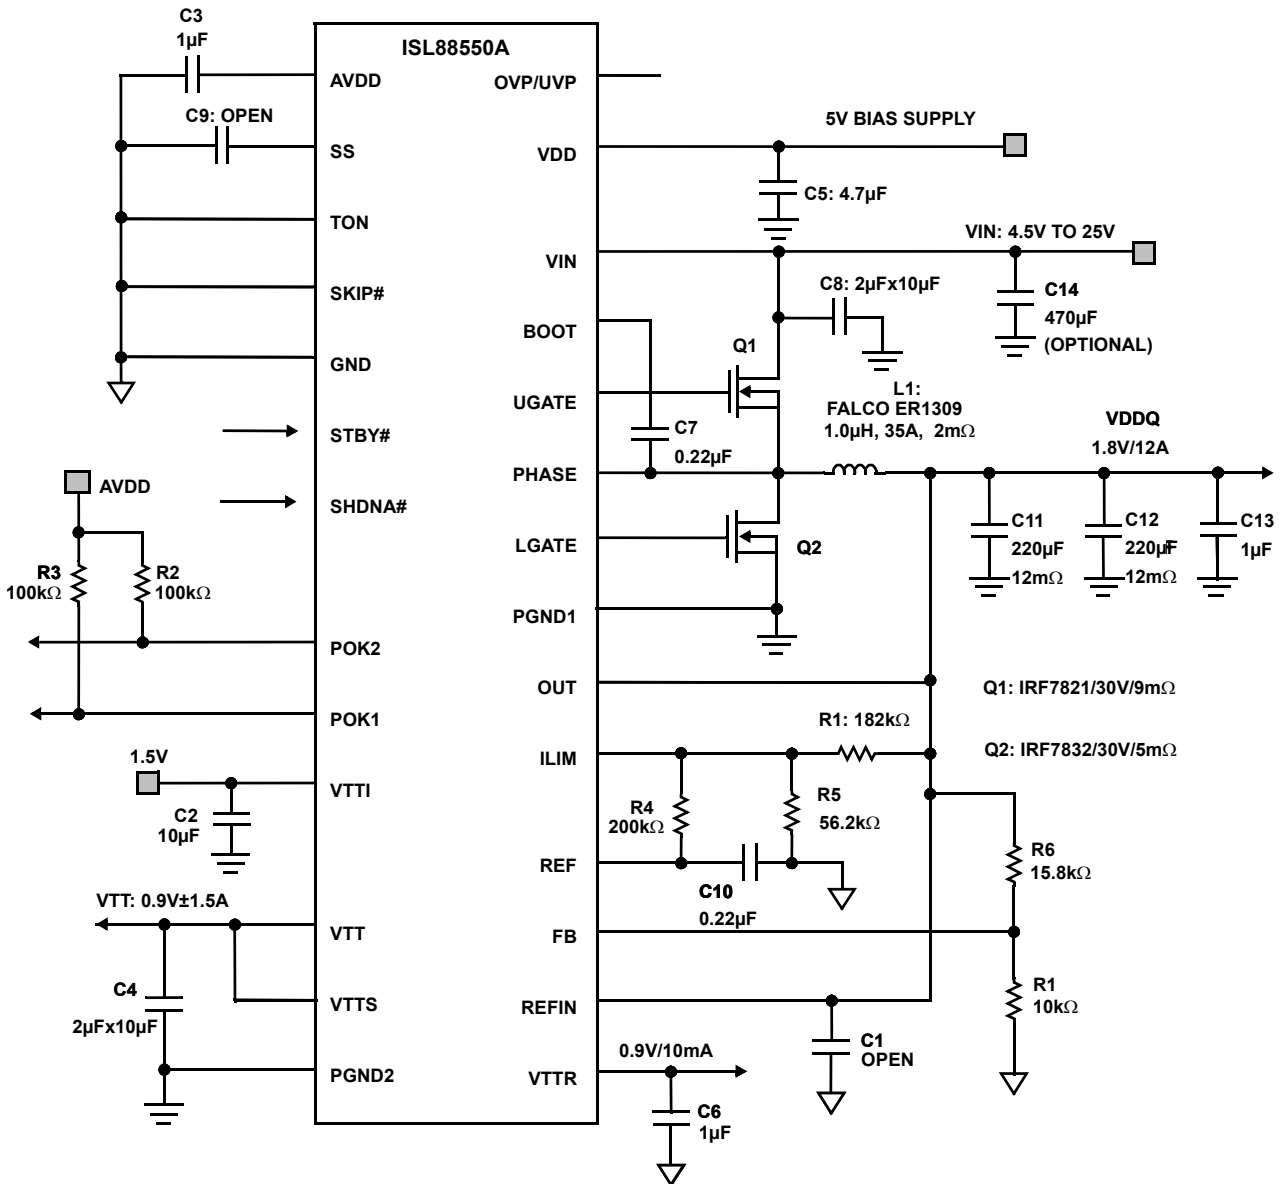 C3
1µF
ISL88550A
AVDD
OVP/UVP
C9: OPEN
5V BIAS SUPPLY
SS
VDD
C5: 4.7µF
TON
VIN: 4.5V TO 25V
VIN
SKIP#
C8: 2µFx10µF
C14
470µF
(OPTIONAL)
BOOT
Q1
GND
L1:
FALCO ER1309
1.0µH, 35A, 2mΩ
UGATE
VDDQ
1.8V/12A
STBY#
C7
0.22µF
PHASE
AVDD
SHDNA#
C11
220µF
12mΩ
C12
220µF
12mΩ
C13
1µF
LGATE
Q2
R3
100kΩ
R2
100kΩ
PGND1
POK2
OUT
Q1: IRF7821/30V/9mΩ
POK1
R1: 182kΩ
1.5V
ILIM
Q2: IRF7832/30V/5mΩ
VTTI
C2
10µF
R4
200kΩ
R5
56.2kΩ
REF
R6
15.8kΩ
C10
0.22µF
VTT: 0.9V±1.5A
VTT
FB
C4
2µFx10µF
VTTS
REFIN
R1
10kΩ
C1
OPEN
0.9V/10mA
PGND2
VTTR
C6
1µF